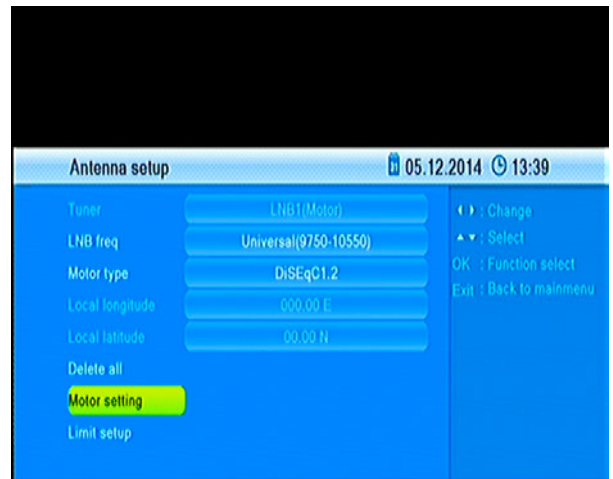 Antenna setup 31 05.12.2014 13:39
Tuner LNB1(Motor)
LNB freq Universal(9750-10550)
Motor type DiSEqC1.2
Local longitude 000.00 E
Local latitude 00.00 N
Delete all
Motor setting
Limit setup
: Change
: Select
OK : Function select
Exit : Back to mainmenu